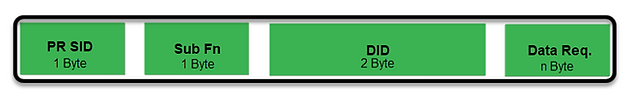 PR SID
1 Byte
Sub Fn
1 Byte
DID
2 Byte
Data Req.
n Byte